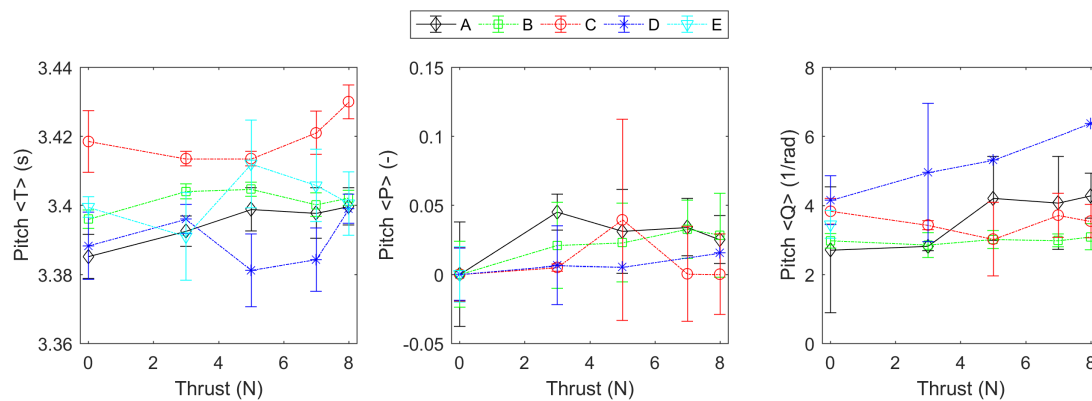 A B C D E
3.44 0.15 8
3.42 0.10 6
3.4 0.05 4
3.38 0 2
3.36 -0.05 0
0 2 4 6 8 0 2 4 6 8 0 2 4 6 8
Thrust (N) Thrust (N) Thrust (N)
Pitch <T> (s)
Pitch <P> (-)
Pitch <Q> (1/rad)